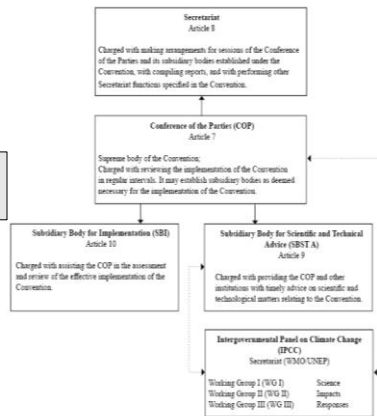 Secretariat
Article 8
Charged with making arrangements for sessions of the Conference
of the Parties and its subsidiary bodies established under the
Convention, with compiling reports, and with performing other
Secretariat functions specified in the Convention.
Conference of the Parties (COP)
Article 7
Supreme body of the Convention;
Charged with reviewing the implementation of the Convention
in regular intervals. It may establish subsidiary bodies as deemed
necessary for the implementation of the Convention.
Subsidiary Body for Implementation (SBI)
Article 10
Charged with assisting the COP in the assessment
and review of the effective implementation of the
Convention.
Subsidiary Body for Scientific and Technical
Advice (SBST A)
Article 9
Charged with providing the COP and other
institutions with timely advice on scientific and
technological matters relating to the Convention.
Intergovernmental Panel on Climate Change
(IPCC)
Secretariat (WMO/UNEP)
Working Group I (WG I) Science
Working Group II (WG II) Impacts
Working Group III (WG III) Responses